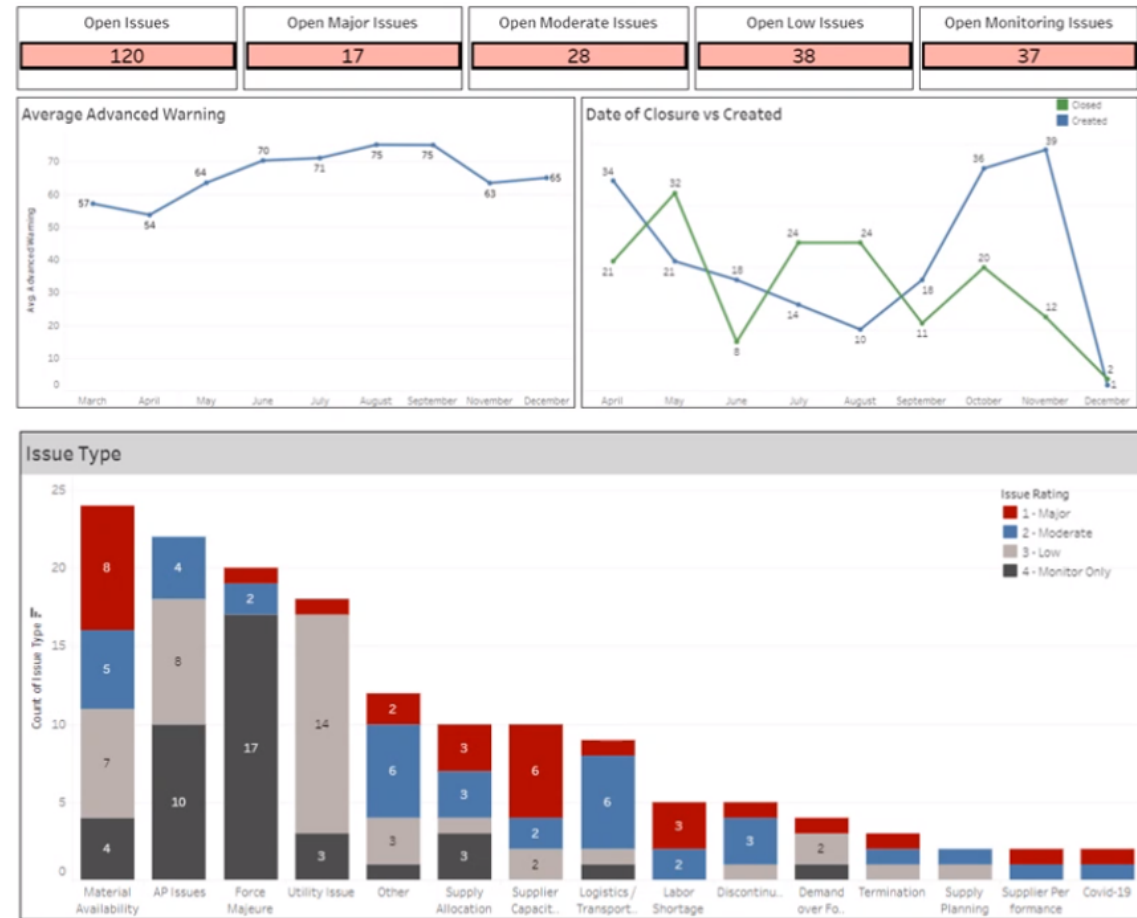 Open Issues
120
Open Major Issues
17
Open Moderate Issues
28
Open Low Issues
38
Open Monitoring Issues
37
Average Advanced Warning
Avg. Advanced Warning
70
60
50
40
30
20
10
0
57
54
64
70
71
75
75
63
65
March
April
May
June
July
August
September
November
December
Date of Closure vs Created
Closed
Created
34
21
32
21
18
8
24
14
24
10
18
11
36
20
39
12
2
1
April
May
June
July
August
September
October
November
December
Issue Type
Count of Issue Type
25
20
15
10
5
0
Issue Rating
1 - Major
2 - Moderate
3 - Low
4 - Monitor Only
8
5
7
4
4
8
10
2
17
14
3
2
6
3
3
3
3
6
2
2
6
3
2
3
2
Material
Availability
AP Issues
Force
Majeure
Utility Issue
Other
Supply
Allocation
Supplier
Capacit..
Logistics /
Transport..
Labor
Shortage
Discontinu..
Demand
over Fo..
Termination
Supply
Planning
Supplier Per
formance
Covid-19